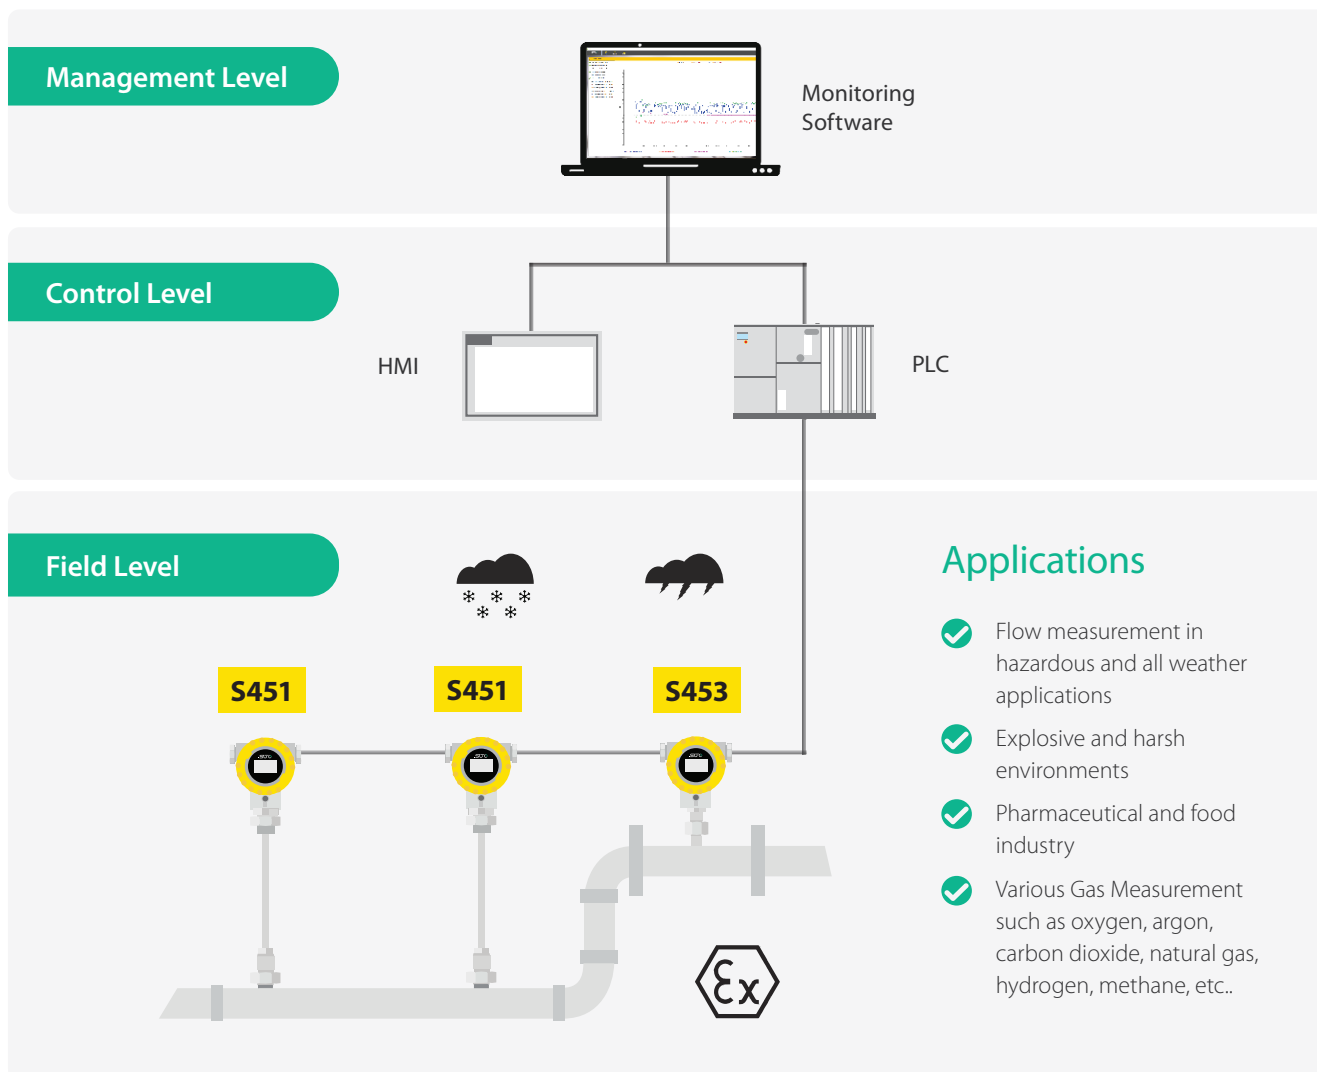 Management Level
Monitoring
Software
Control Level
HMI
PLC
Field Level
S451
S451
S453
Ex
Applications
Flow measurement in
hazardous and all weather
applications
Explosive and harsh
environments
Pharmaceutical and food
industry
Various Gas Measurement
such as oxygen, argon,
carbon dioxide, natural gas,
hydrogen, methane, etc..